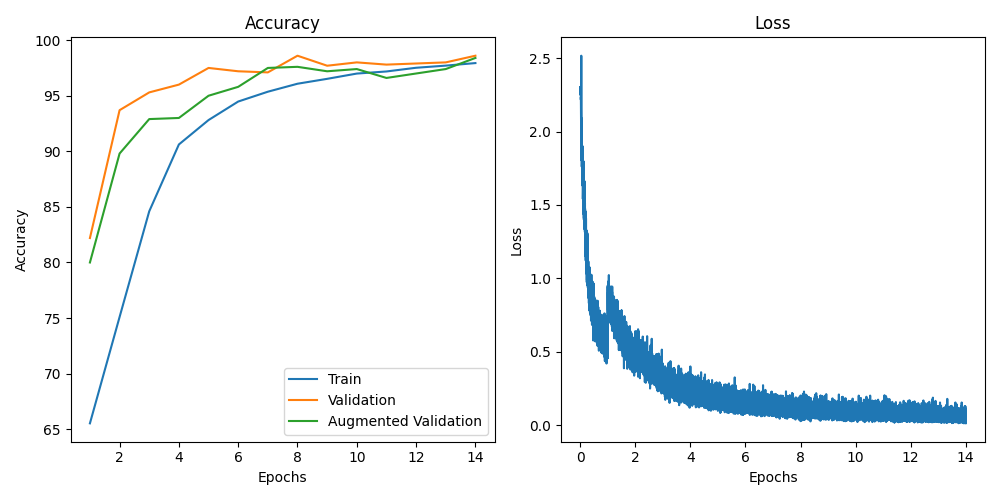 Accuracy
Accuracy
100
95
90
85
80
75
70
65
2 4 6 8 10 12 14
Epochs
Train
Validation
Augmented Validation
Loss
Loss
2.5
2.0
1.5
1.0
0.5
0.0
0 2 4 6 8 10 12 14
Epochs